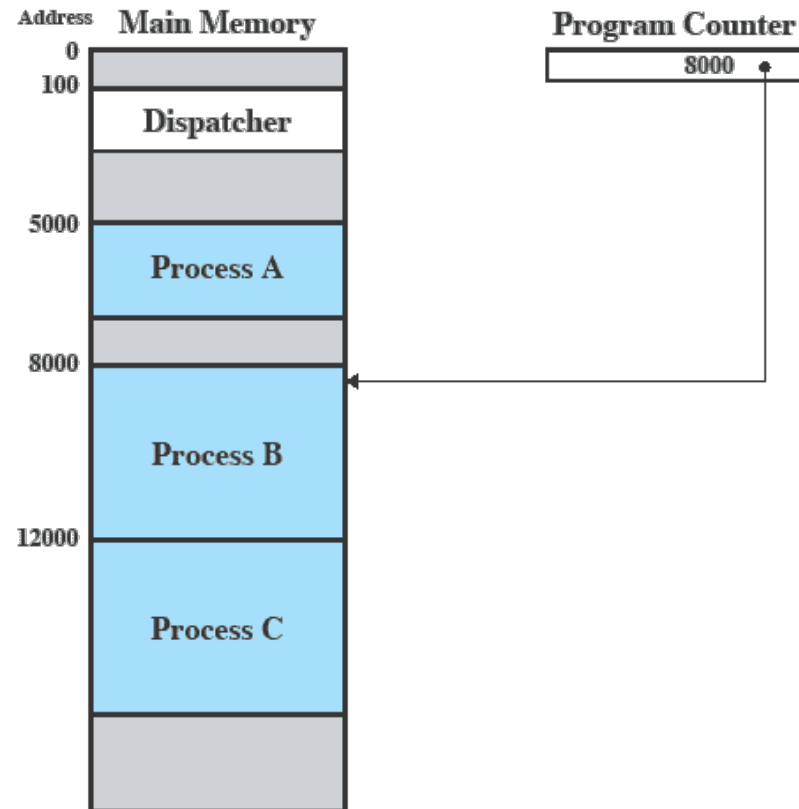 Address
Main Memory
Program Counter
0
8000
100
Dispatcher
5000
Process A
8000
Process B
12000
Process C